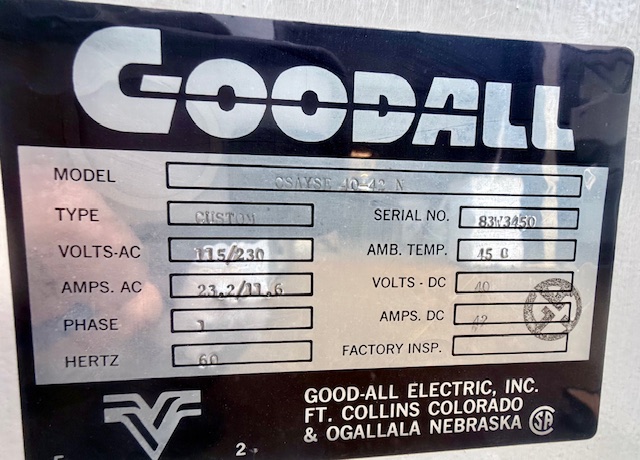 GOODALL
MODEL CSAYSE 40-42 N
TYPE CUSTOM SERIAL NO. 83W3450
VOLTS-AC 115/230 AMB. TEMP. 45 0
AMPS. AC 23.2/11.6 VOLTS - DC 40
PHASE 1 AMPS. DC 42
HERTZ 60 FACTORY INSP.
GOOD-ALL ELECTRIC, INC.
FT. COLLINS COLORADO
& OGALLALA NEBRASKA
2